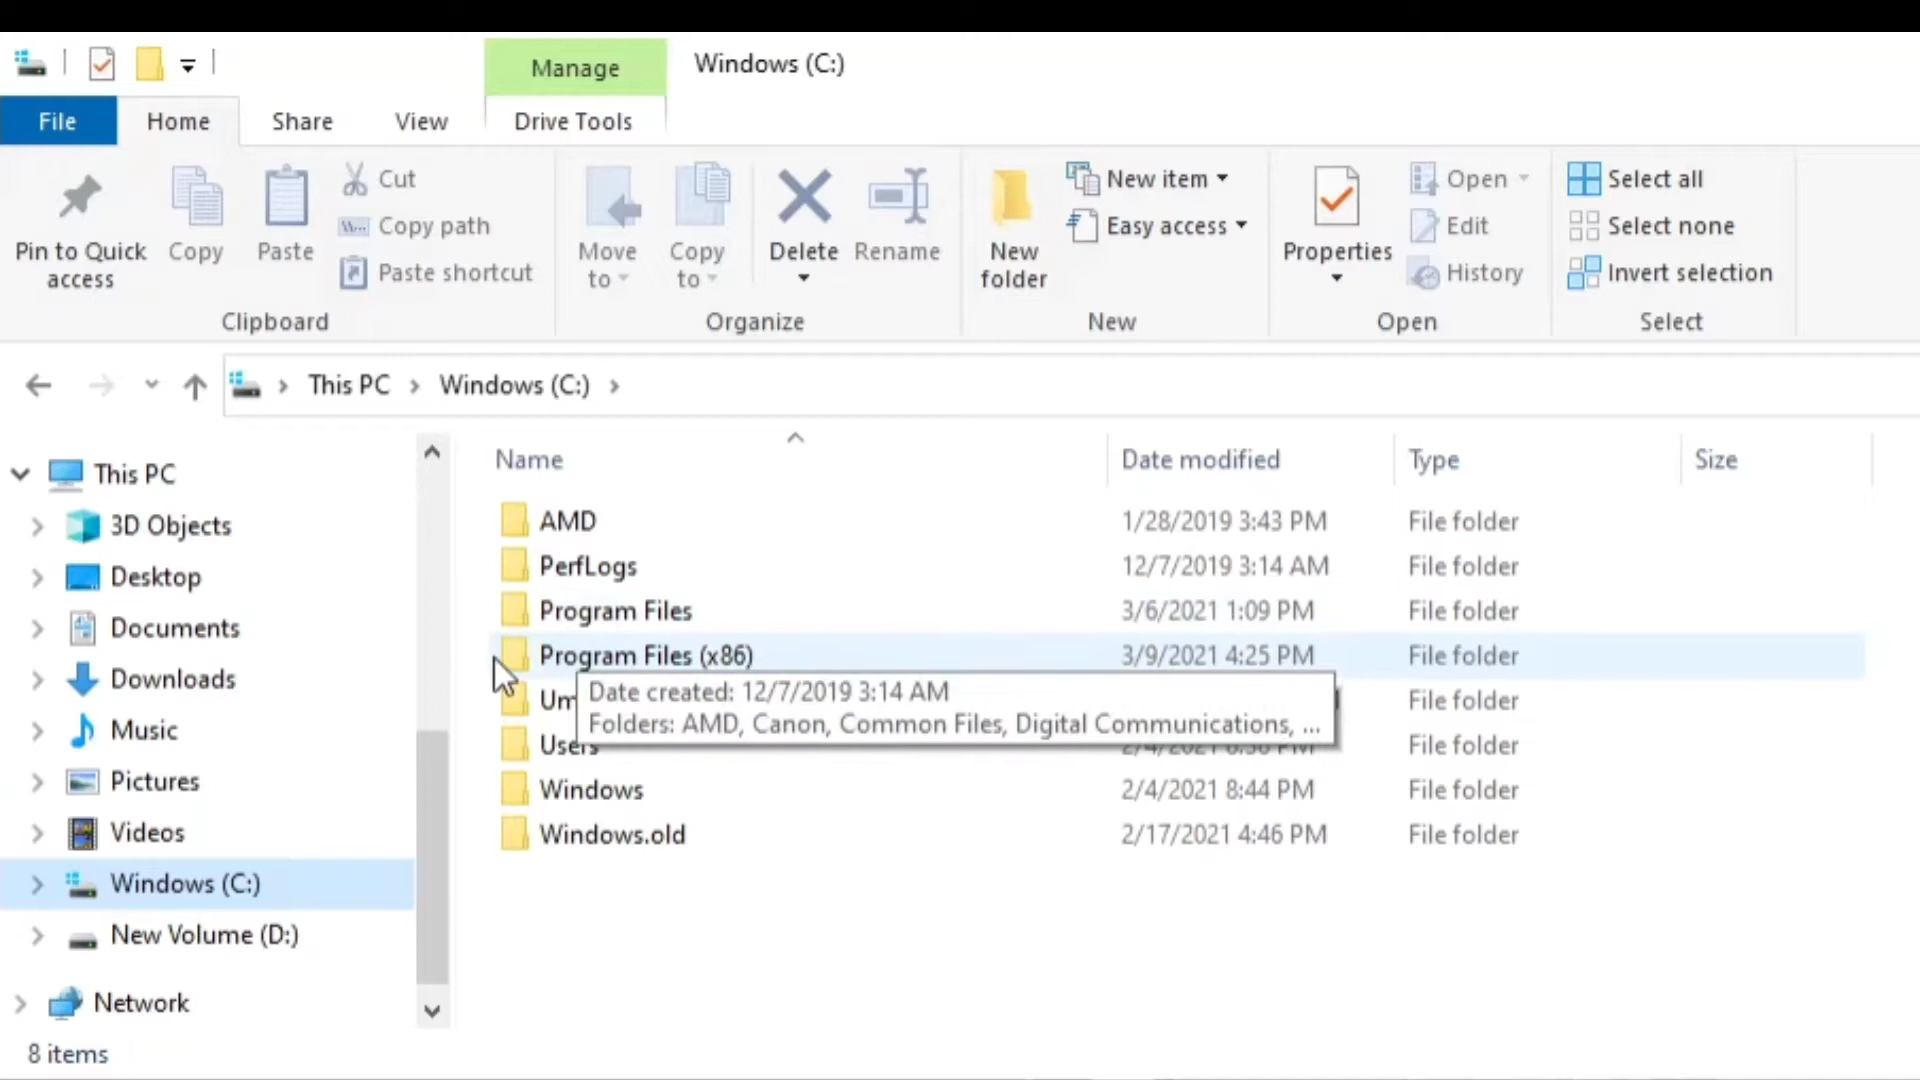 Manage
Windows (C:)
File
Home
Share
View
Drive Tools
Pin to Quick access
Copy
Paste
Cut
Copy path
Paste shortcut
Clipboard
Move to
Copy to
Delete
Rename
Organize
New folder
New item
Easy access
New
Properties
Open
Edit
History
Open
Select all
Select none
Invert selection
Select
This PC
Windows (C:)
This PC
3D Objects
Desktop
Documents
Downloads
Music
Pictures
Videos
Windows (C:)
New Volume (D:)
Network
8 items
Name Date modified Type Size
AMD 1/28/2019 3:43 PM File folder
PerfLogs 12/7/2019 3:14 AM File folder
Program Files 3/6/2021 1:09 PM File folder
Program Files (x86) 3/9/2021 4:25 PM File folder
Date created: 12/7/2019 3:14 AM
Folders: AMD, Canon, Common Files, Digital Communications, ...
File folder
Users File folder
Windows 2/4/2021 8:44 PM File folder
Windows.old 2/17/2021 4:46 PM File folder